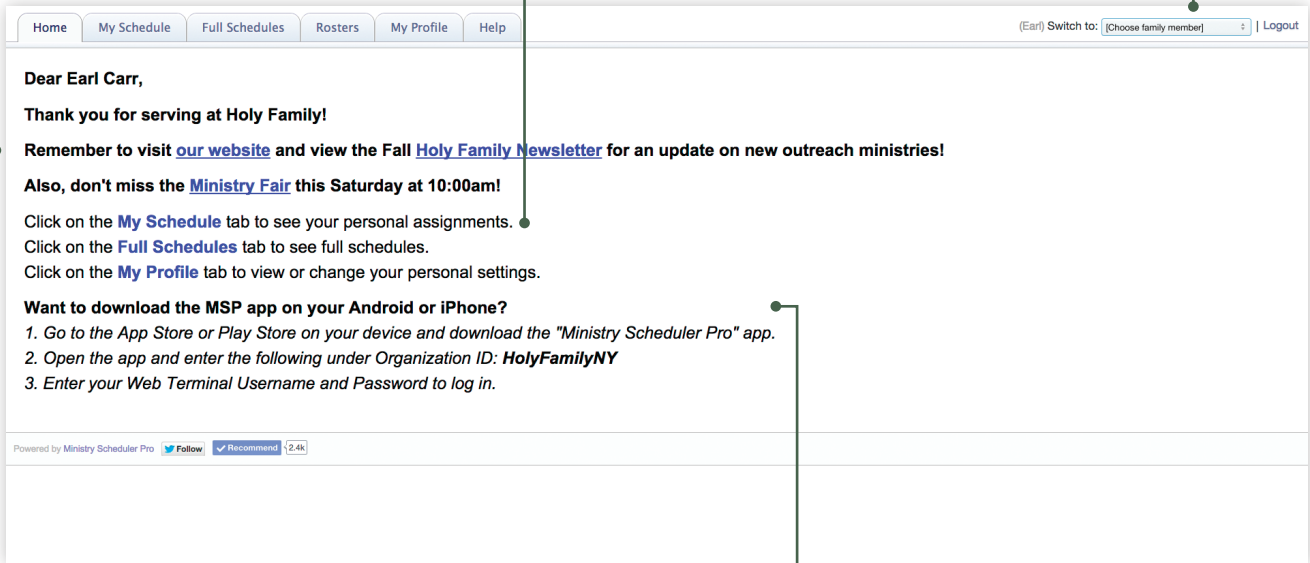 Home My Schedule Full Schedules Rosters My Profile Help (Earl) Switch to: [Choose family member] | Logout
Dear Earl Carr,
Thank you for serving at Holy Family!
Remember to visit our website and view the Fall Holy Family Newsletter for an update on new outreach ministries!
Also, don't miss the Ministry Fair this Saturday at 10:00am!
Click on the My Schedule tab to see your personal assignments.
Click on the Full Schedules tab to see full schedules.
Click on the My Profile tab to view or change your personal settings.
Want to download the MSP app on your Android or iPhone?
1. Go to the App Store or Play Store on your device and download the "Ministry Scheduler Pro" app.
2. Open the app and enter the following under Organization ID: HolyFamilyNY
3. Enter your Web Terminal Username and Password to log in.
Powered by Ministry Scheduler Pro Follow Recommend 2.4k